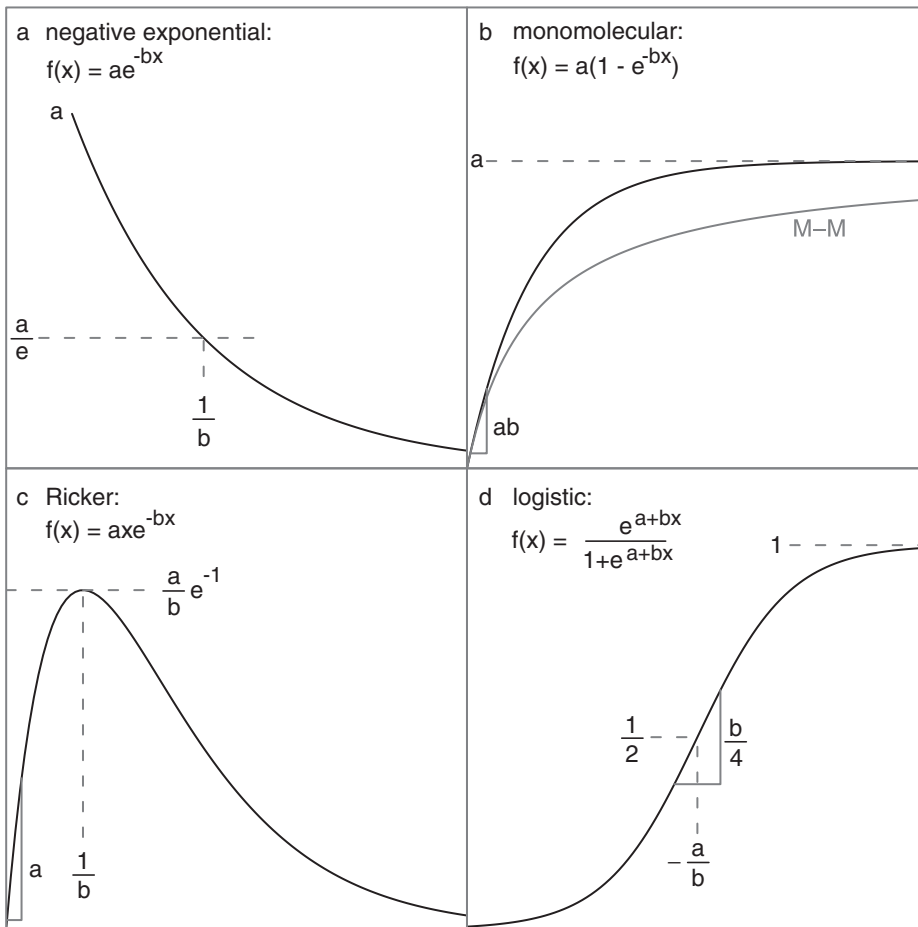 a negative exponential:
f(x) = ae^-bx
a
a/e
1/b
b monomolecular:
f(x) = a(1 - e^-bx)
a
M–M
ab
c Ricker:
f(x) = axe^-bx
a/b e^-1
a
1/b
d logistic:
f(x) = e^a+bx / 1+e^a+bx
1
1/2
b/4
- a/b